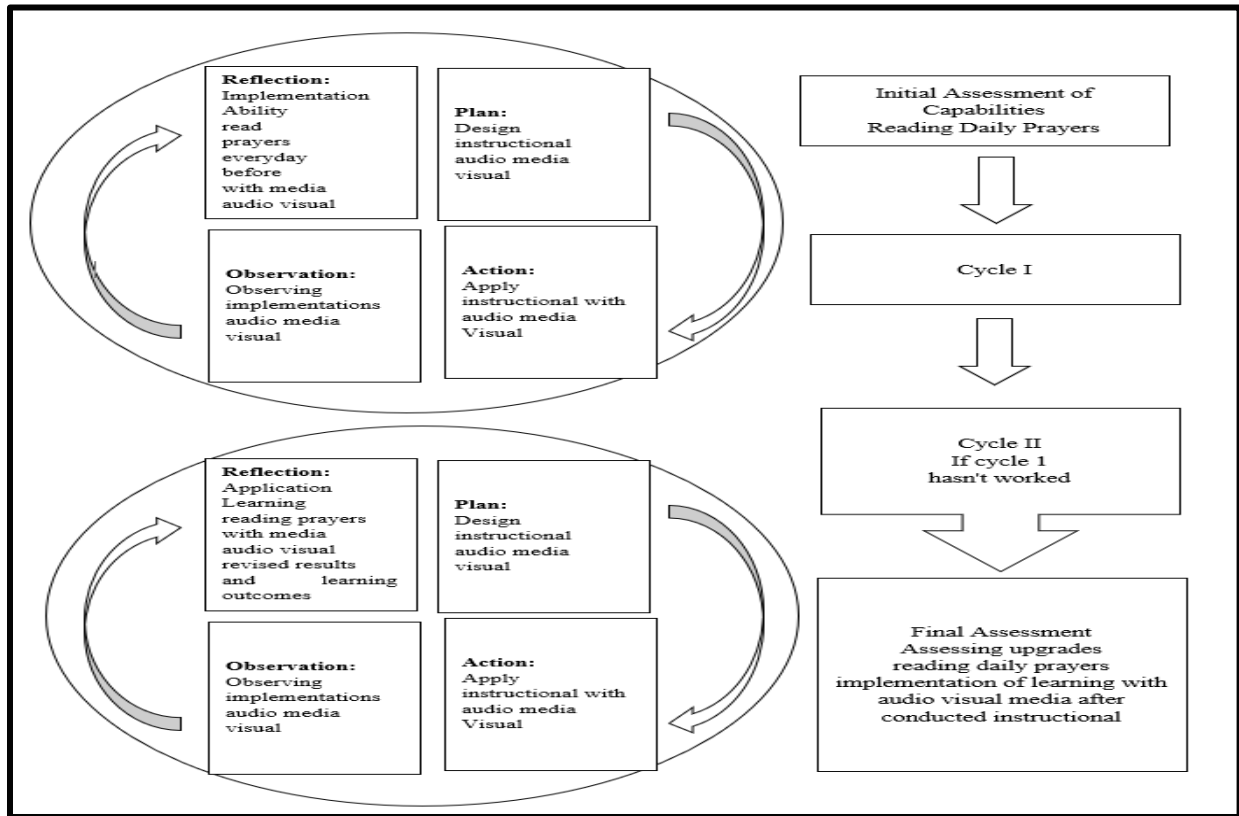 Reflection:
Implementation
Ability
read
prayers
everyday
before
with media
audio visual
Plan:
Design
instructional
audio media
visual
Observation:
Observing
implementations
audio media
visual
Action:
Apply
instructional with
audio media
Visual
Reflection:
Application
Learning
reading prayers
with media
audio visual
revised results
and learning
outcomes
Plan:
Design
instructional
audio media
visual
Observation:
Observing
implementations
audio media
visual
Action:
Apply
instructional with
audio media
Visual
Initial Assessment of
Capabilities
Reading Daily Prayers
Cycle I
Cycle II
If cycle 1
hasn't worked
Final Assessment
Assessing upgrades
reading daily prayers
implementation of learning with
audio visual media after
conducted instructional